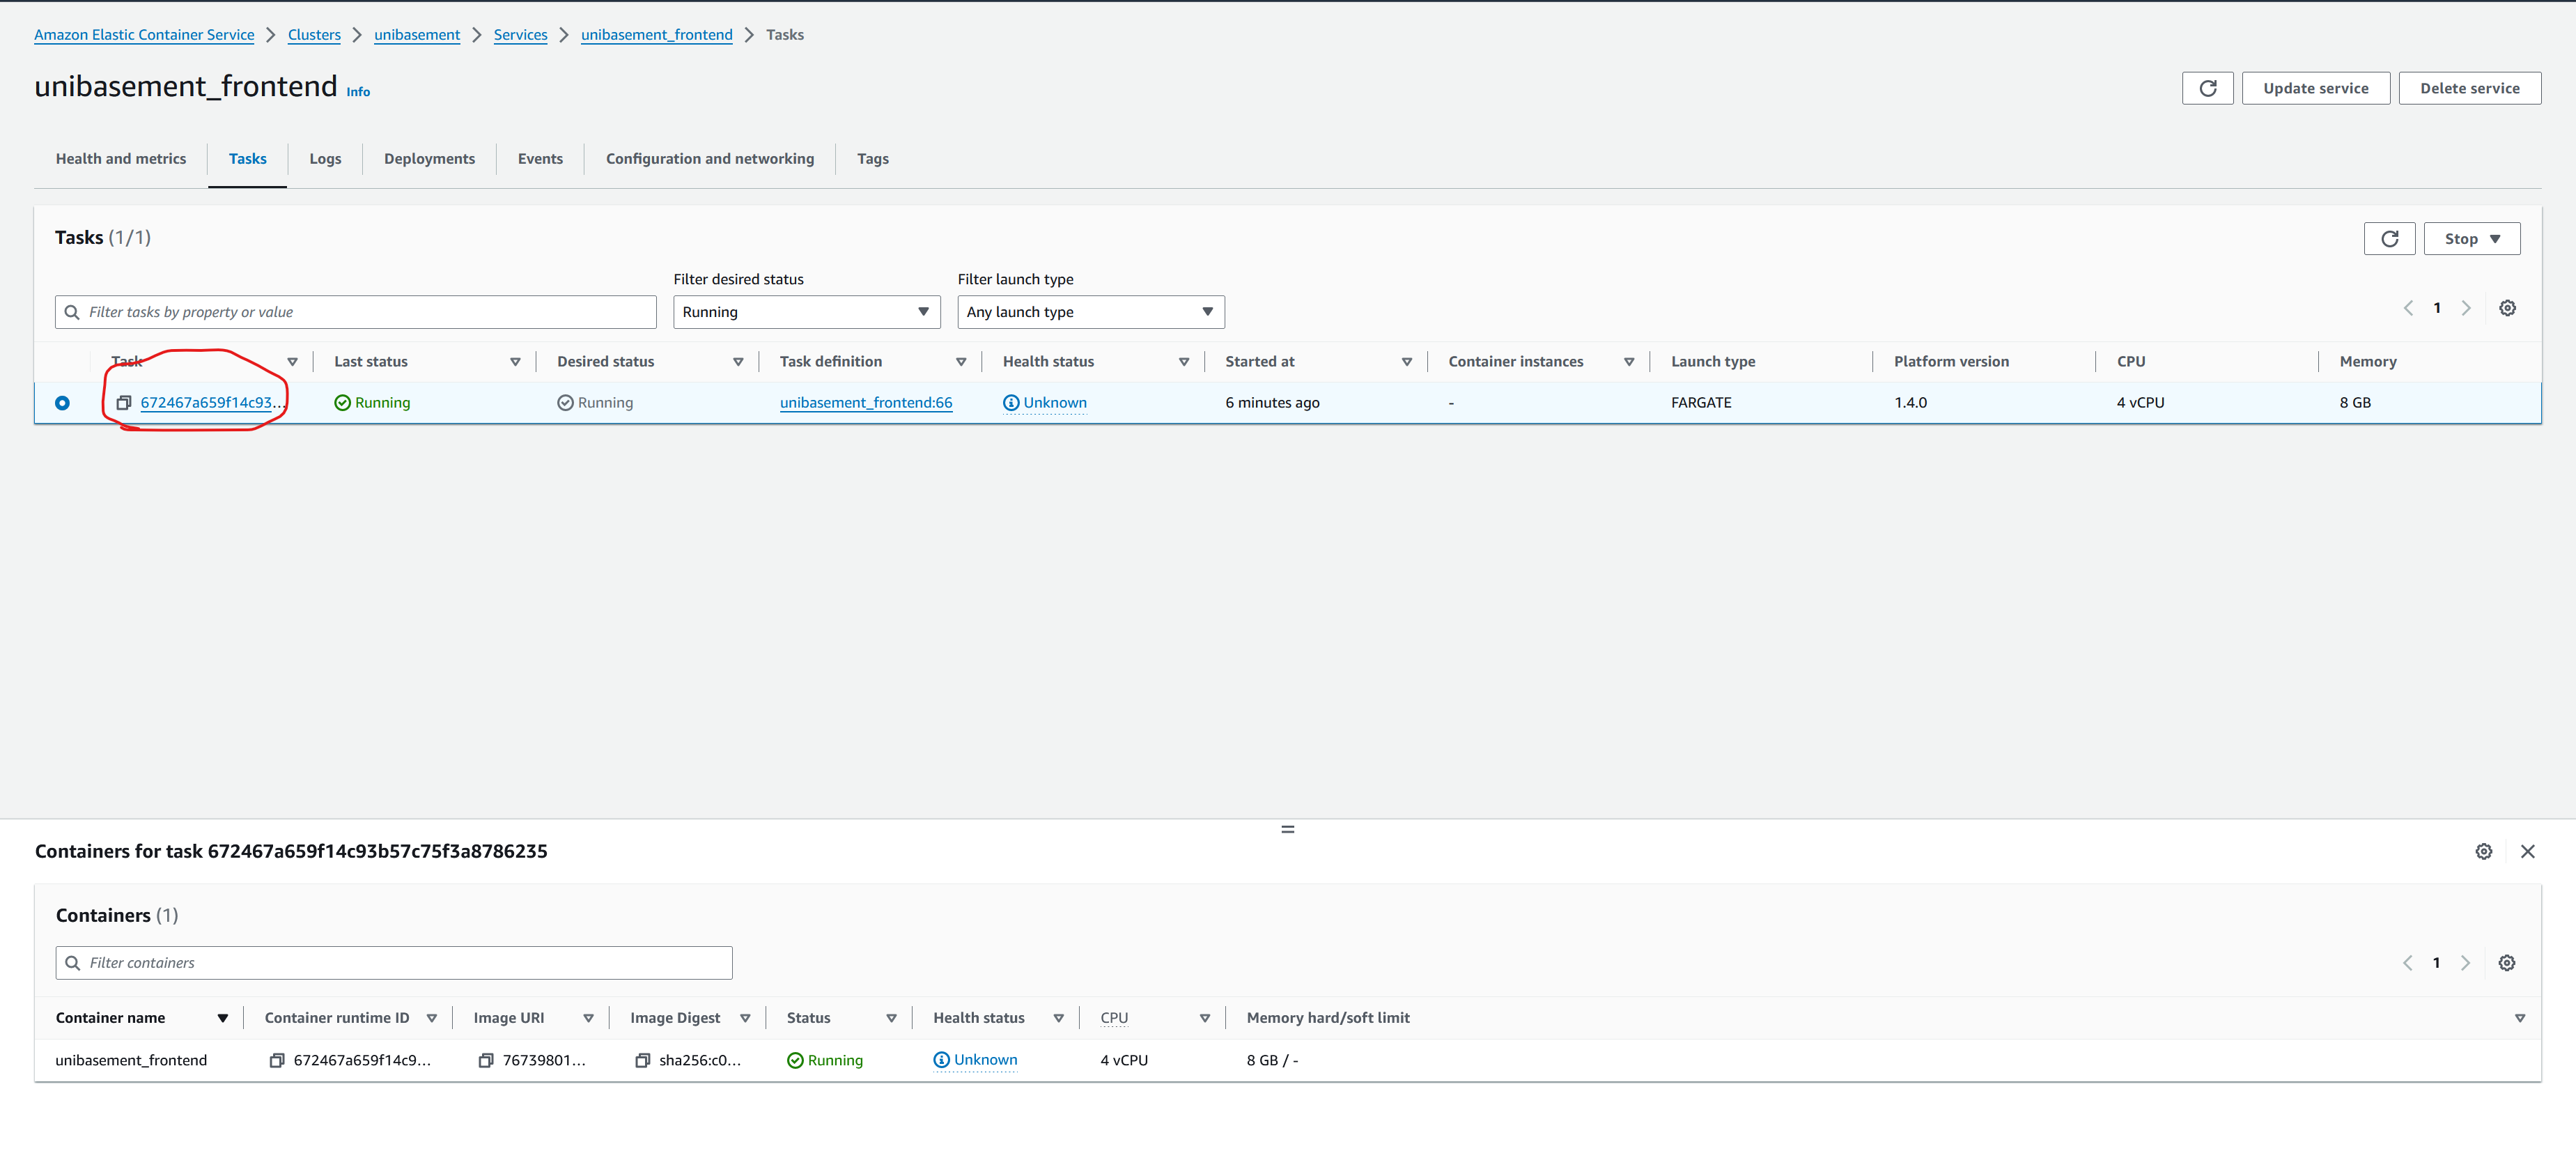 Amazon Elastic Container Service > Clusters > unibasement > Services > unibasement_frontend > Tasks
unibasement_frontend Info
Update service Delete service
Health and metrics Tasks Logs Deployments Events Configuration and networking Tags
Tasks (1/1)
Stop
Filter desired status Filter launch type
Filter tasks by property or value Running Any launch type 1
Task Last status Desired status Task definition Health status Started at Container instances Launch type Platform version CPU Memory
672467a659f14c93... Running Running unibasement_frontend:66 Unknown 6 minutes ago - FARGATE 1.4.0 4 vCPU 8 GB
Containers for task 672467a659f14c93b57c75f3a8786235
Containers (1)
Filter containers 1
Container name Container runtime ID Image URI Image Digest Status Health status CPU Memory hard/soft limit
unibasement_frontend 672467a659f14c9... 76739801... sha256:c0... Running Unknown 4 vCPU 8 GB / -